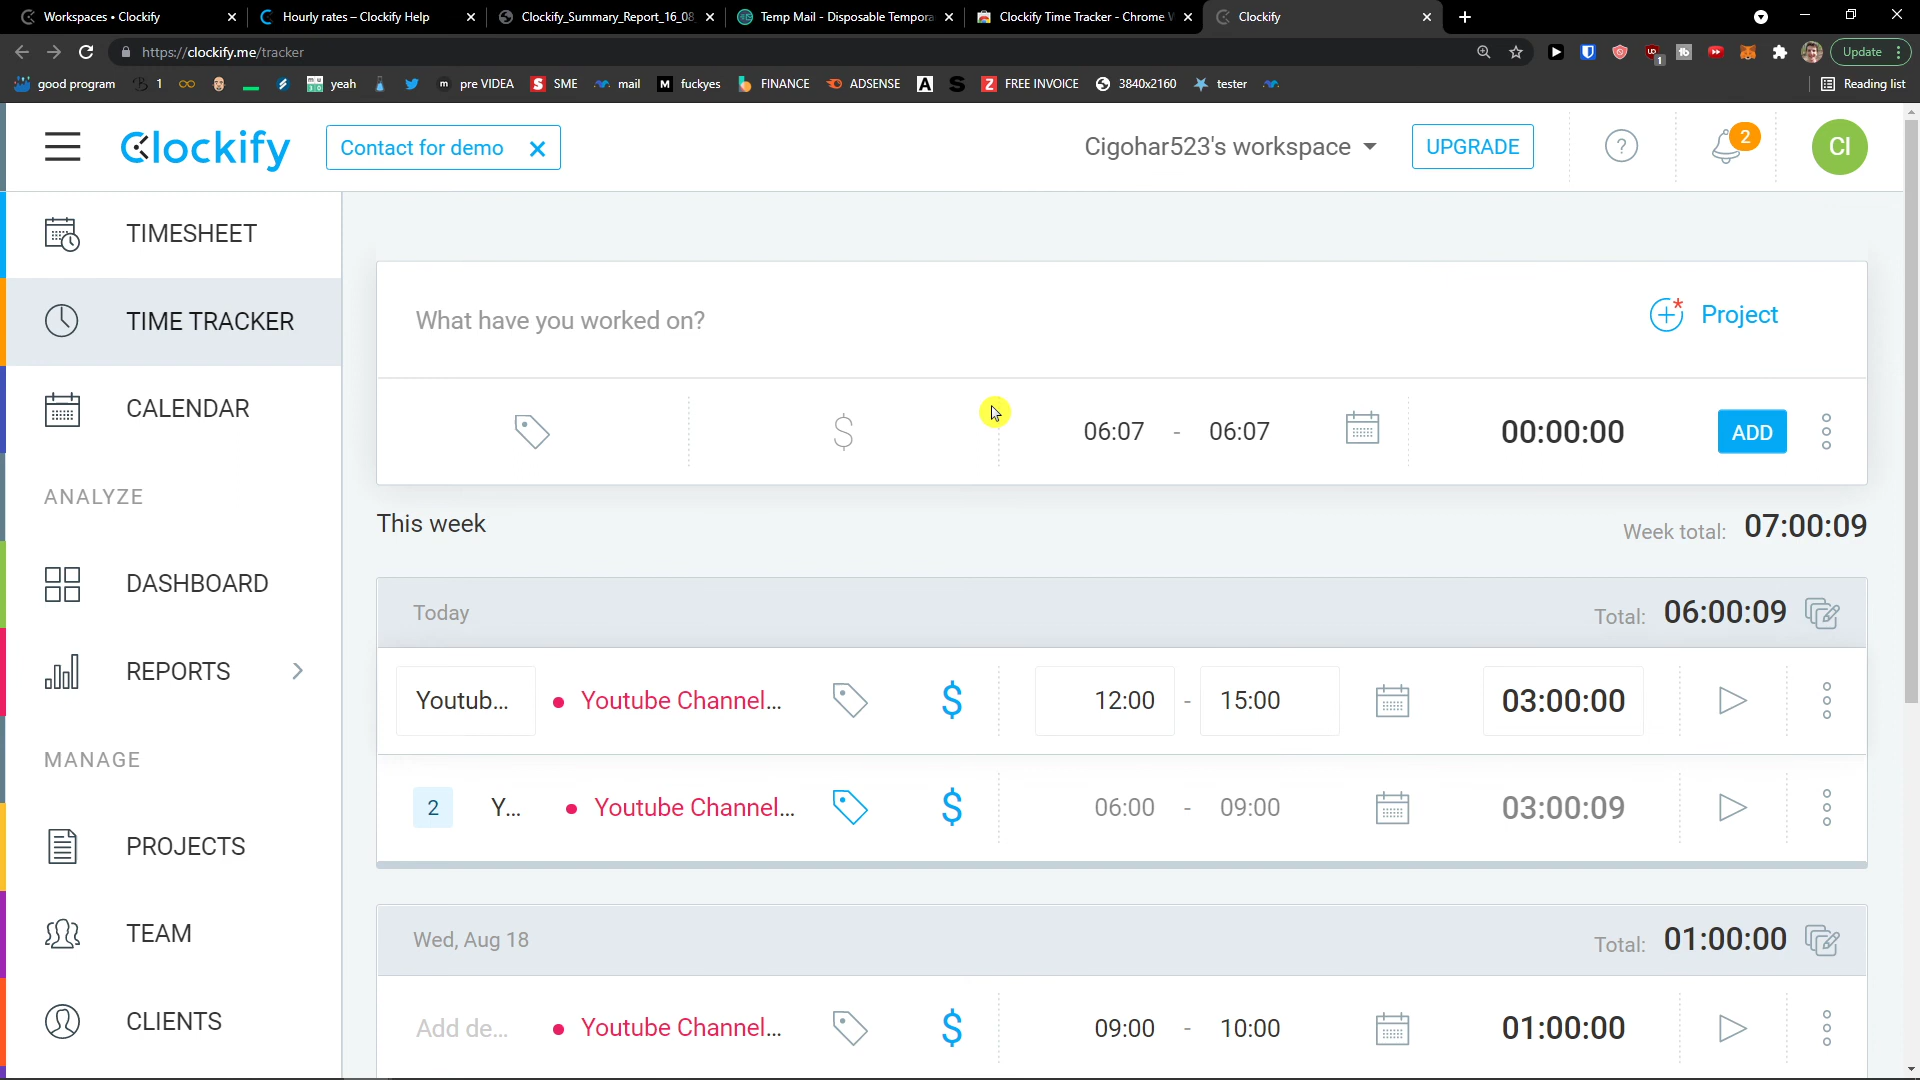 Workspaces • Clockify
Hourly rates – Clockify Help
Clockify_Summary_Report_16_08
Temp Mail - Disposable Tempora
Clockify Time Tracker - Chrome
Clockify
https://clockify.me/tracker
Update
good program
1
yeah
pre VIDEA
SME
mail
fuckyes
FINANCE
ADSENSE
FREE INVOICE
3840x2160
tester
Reading list
Clockify
Contact for demo
Cigohar523's workspace
UPGRADE
2
CI
TIMESHEET
TIME TRACKER
CALENDAR
ANALYZE
DASHBOARD
REPORTS
MANAGE
PROJECTS
TEAM
CLIENTS
What have you worked on?
Project
$
06:07 - 06:07
00:00:00
ADD
This week
Week total: 07:00:09
Today
Total: 06:00:09
Youtub... • Youtube Channel... $ 12:00 - 15:00 03:00:00
2 Y... • Youtube Channel... $ 06:00 - 09:00 03:00:09
Wed, Aug 18
Total: 01:00:00
Add de... • Youtube Channel... $ 09:00 - 10:00 01:00:00